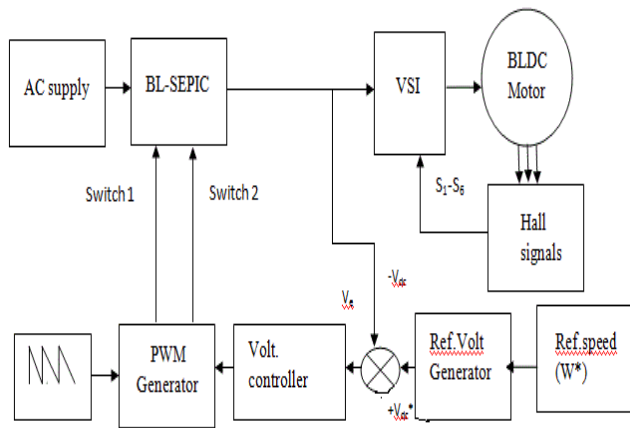 AC supply
BL-SEPIC
VSI
BLDC
Motor
Switch 1
Switch 2
S₁-S₆
Hall
signals
-Vdc
Ve
PWM
Generator
Volt.
controller
+Vdc*
Ref.Volt
Generator
Ref.speed
(W*)